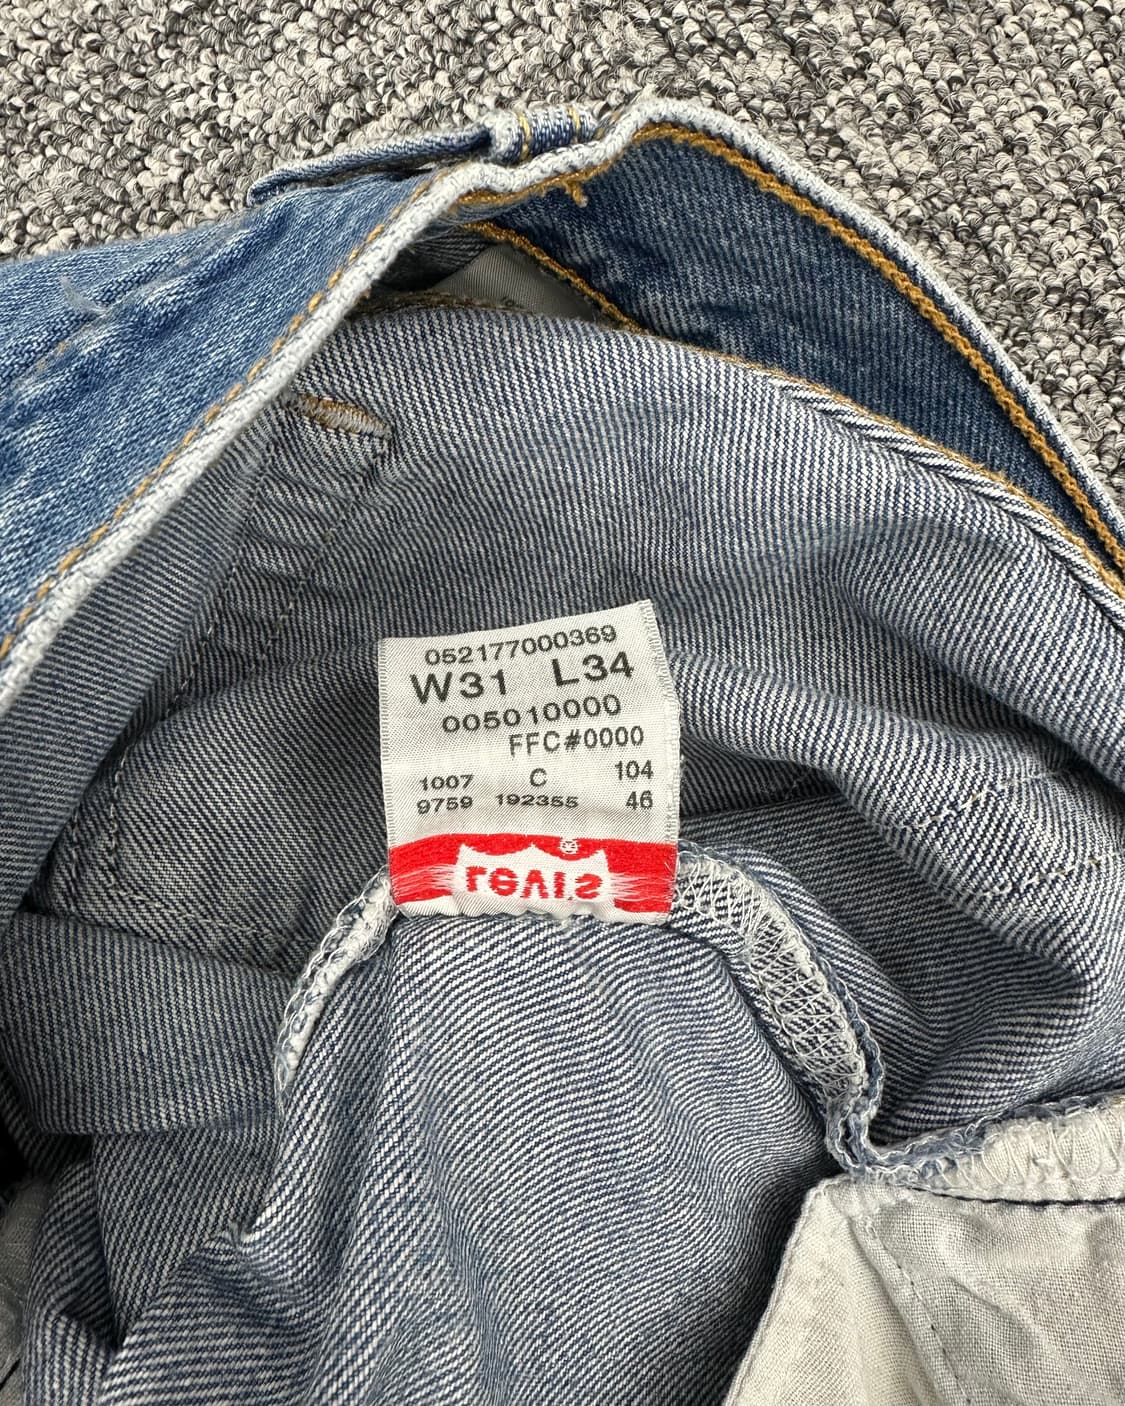 052177000369
W31 L34
005010000
FFC#0000
1007 C 104
9759 192355 46
Levi's
®